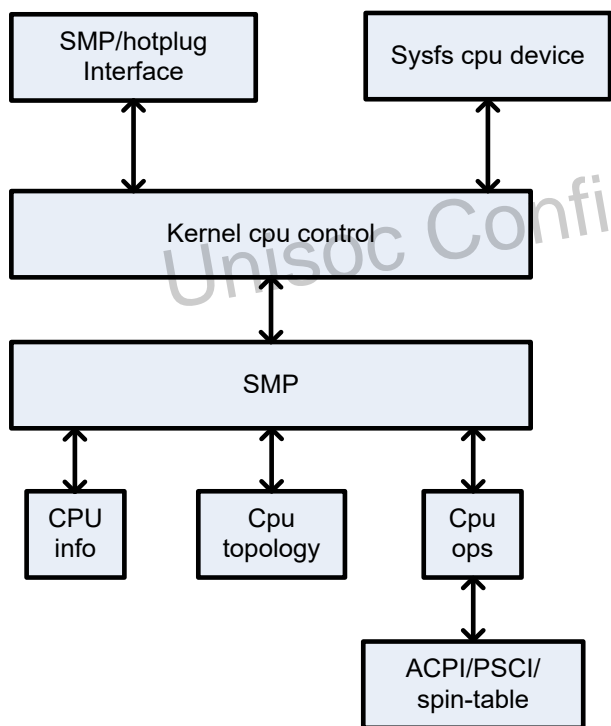 SMP/hotplug
Interface
Sysfs cpu device
Kernel cpu control
Unisoc Confi
SMP
CPU
info
Cpu
topology
Cpu
ops
ACPI/PSCI/
spin-table